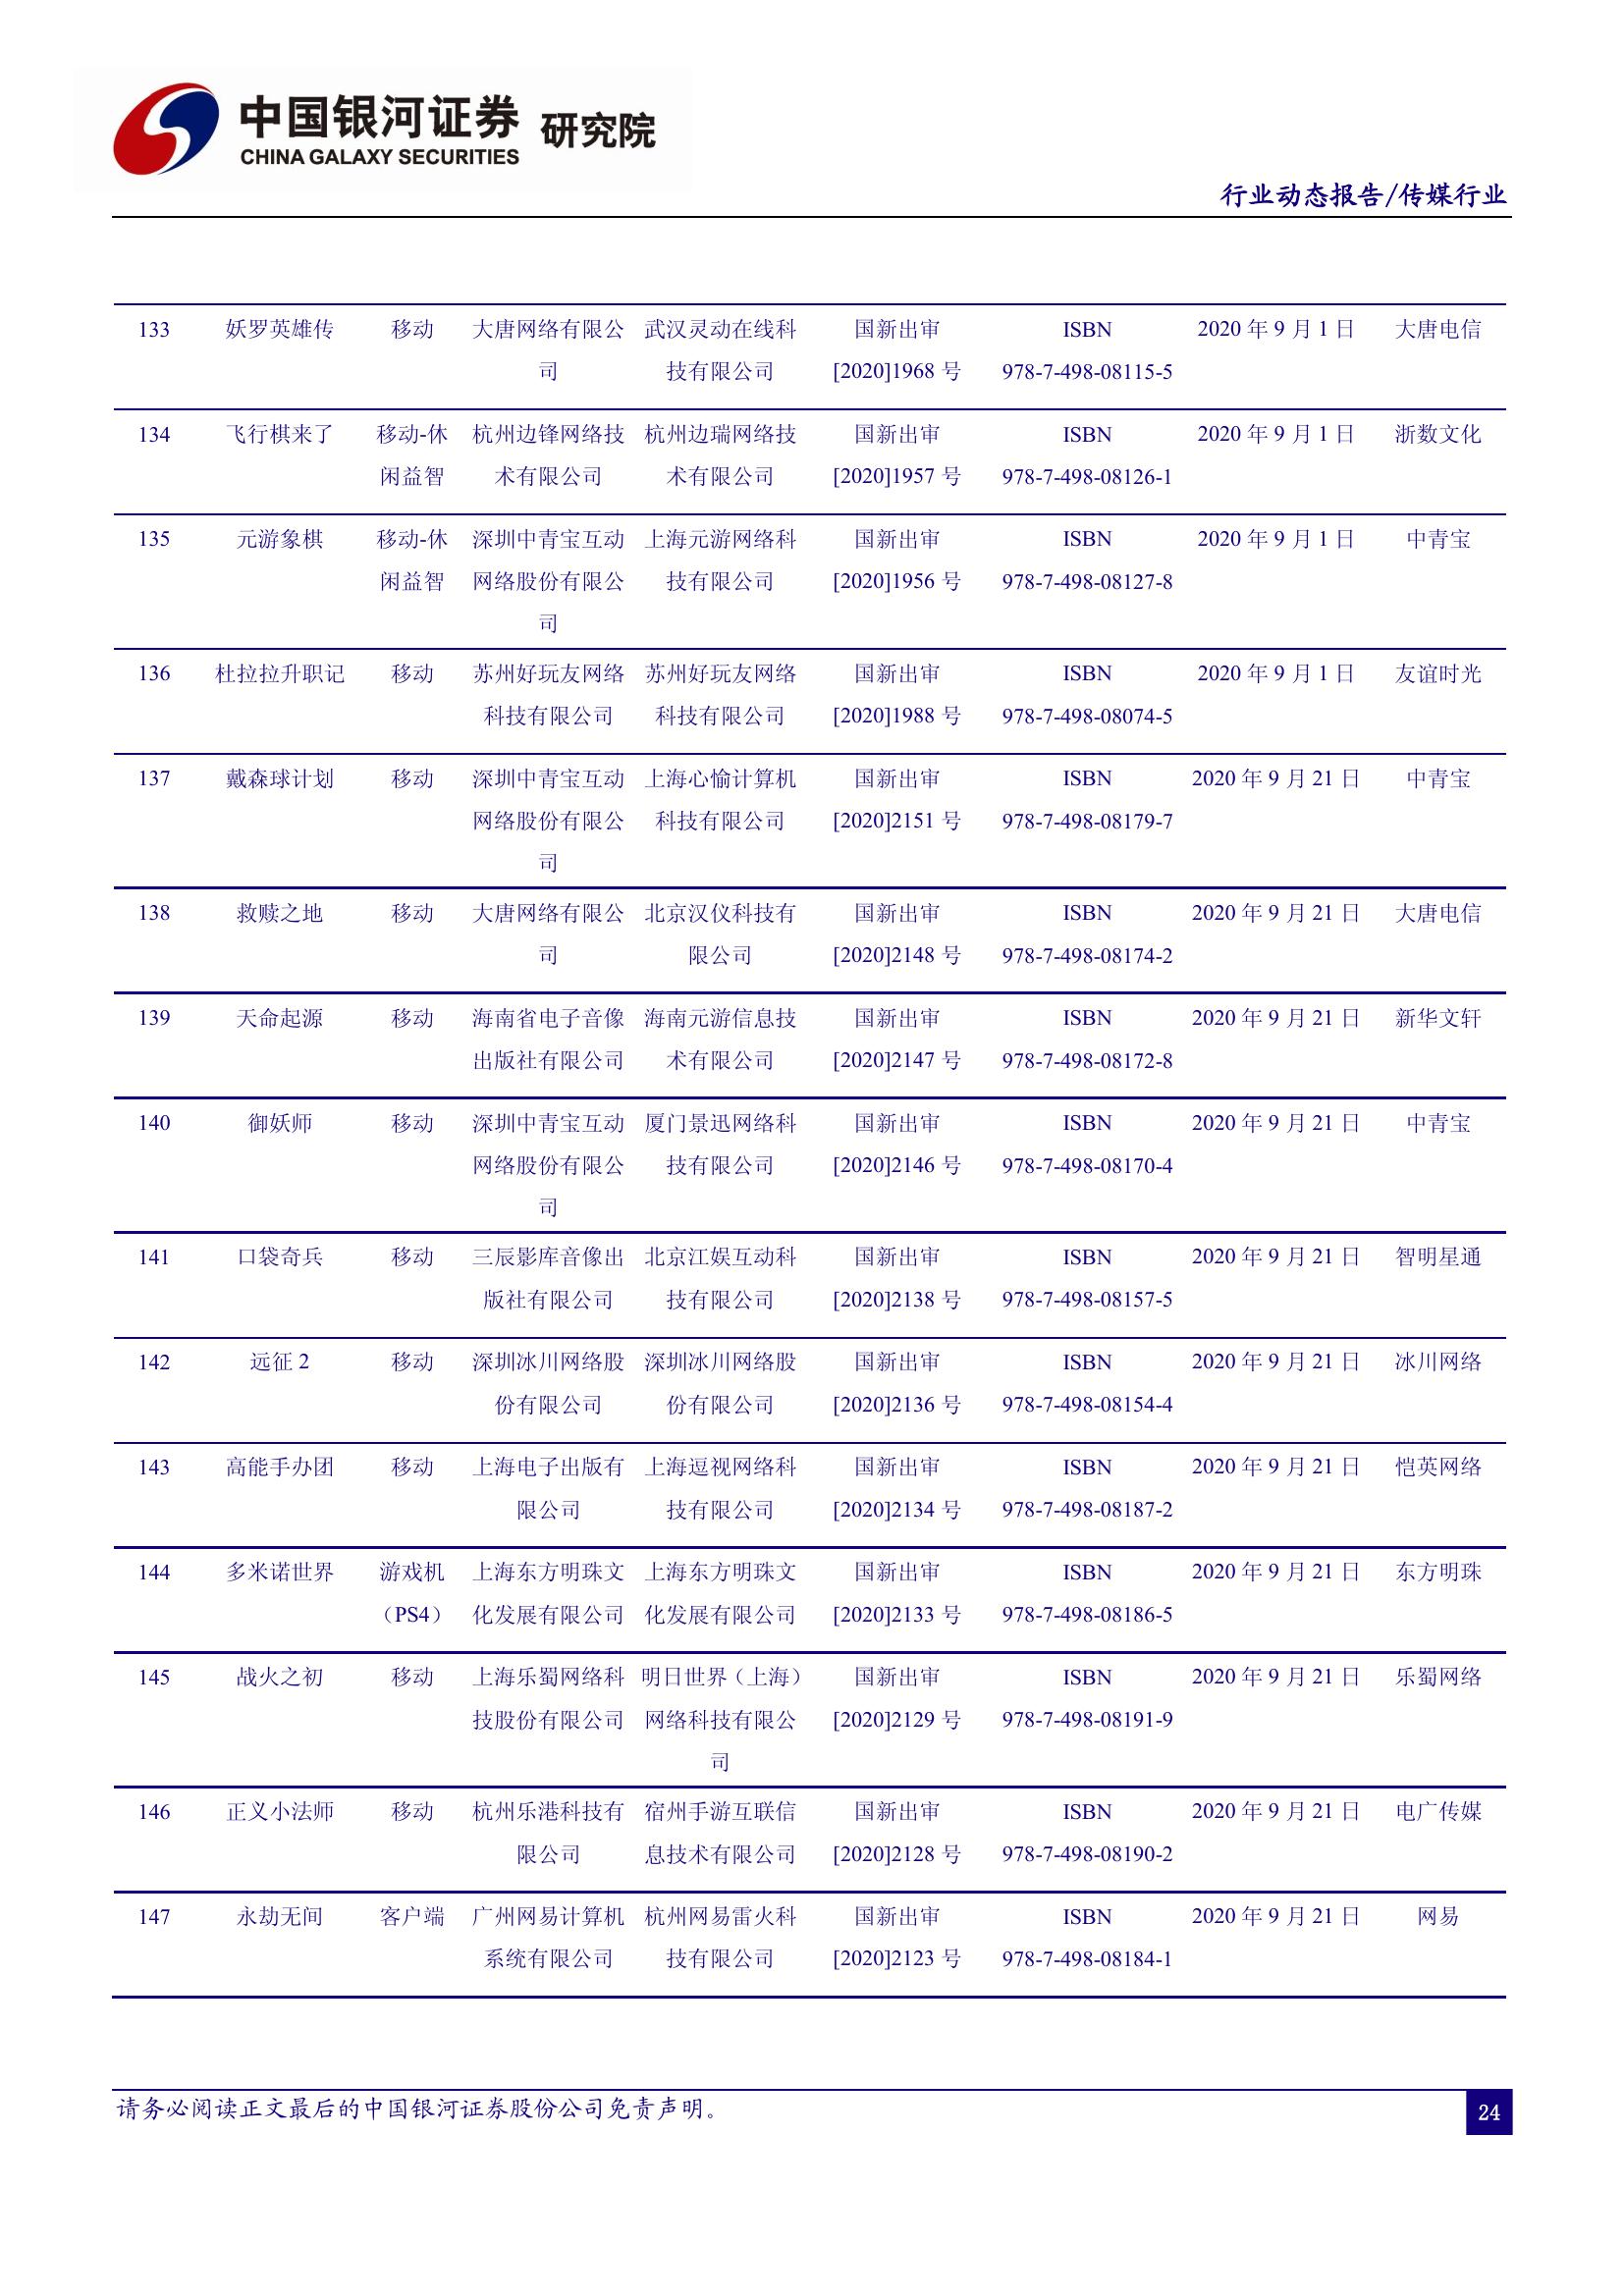 中国银河证券 研究院
CHINA GALAXY SECURITIES
行业动态报告/传媒行业
133 妖罗英雄传 移动 大唐网络有限公 武汉灵动在线科 国新出审 ISBN 2020 年 9 月 1 日 大唐电信
司 技有限公司 [2020]1968 号 978-7-498-08115-5
134 飞行棋来了 移动-休 杭州边锋网络技 杭州边瑞网络技 国新出审 ISBN 2020 年 9 月 1 日 浙数文化
闲益智 术有限公司 术有限公司 [2020]1957 号 978-7-498-08126-1
135 元游象棋 移动-休 深圳中青宝互动 上海元游网络科 国新出审 ISBN 2020 年 9 月 1 日 中青宝
闲益智 网络股份有限公 技有限公司 [2020]1956 号 978-7-498-08127-8
司
136 杜拉拉升职记 移动 苏州好玩友网络 苏州好玩友网络 国新出审 ISBN 2020 年 9 月 1 日 友谊时光
科技有限公司 科技有限公司 [2020]1988 号 978-7-498-08074-5
137 戴森球计划 移动 深圳中青宝互动 上海心愉计算机 国新出审 ISBN 2020 年 9 月 21 日 中青宝
网络股份有限公 科技有限公司 [2020]2151 号 978-7-498-08179-7
司
138 救赎之地 移动 大唐网络有限公 北京汉仪科技有 国新出审 ISBN 2020 年 9 月 21 日 大唐电信
司 限公司 [2020]2148 号 978-7-498-08174-2
139 天命起源 移动 海南省电子音像 海南元游信息技 国新出审 ISBN 2020 年 9 月 21 日 新华文轩
出版社有限公司 术有限公司 [2020]2147 号 978-7-498-08172-8
140 御妖师 移动 深圳中青宝互动 厦门景迅网络科 国新出审 ISBN 2020 年 9 月 21 日 中青宝
网络股份有限公 技有限公司 [2020]2146 号 978-7-498-08170-4
司
141 口袋奇兵 移动 三辰影库音像出 北京江娱互动科 国新出审 ISBN 2020 年 9 月 21 日 智明星通
版社有限公司 技有限公司 [2020]2138 号 978-7-498-08157-5
142 远征 2 移动 深圳冰川网络股 深圳冰川网络股 国新出审 ISBN 2020 年 9 月 21 日 冰川网络
份有限公司 份有限公司 [2020]2136 号 978-7-498-08154-4
143 高能手办团 移动 上海电子出版有 上海逗视网络科 国新出审 ISBN 2020 年 9 月 21 日 恺英网络
限公司 技有限公司 [2020]2134 号 978-7-498-08187-2
144 多米诺世界 游戏机 上海东方明珠文 上海东方明珠文 国新出审 ISBN 2020 年 9 月 21 日 东方明珠
（PS4） 化发展有限公司 化发展有限公司 [2020]2133 号 978-7-498-08186-5
145 战火之初 移动 上海乐蜀网络科 明日世界（上海） 国新出审 ISBN 2020 年 9 月 21 日 乐蜀网络
技股份有限公司 网络科技有限公 [2020]2129 号 978-7-498-08191-9
司
146 正义小法师 移动 杭州乐港科技有 宿州手游互联信 国新出审 ISBN 2020 年 9 月 21 日 电广传媒
限公司 息技术有限公司 [2020]2128 号 978-7-498-08190-2
147 永劫无间 客户端 广州网易计算机 杭州网易雷火科 国新出审 ISBN 2020 年 9 月 21 日 网易
系统有限公司 技有限公司 [2020]2123 号 978-7-498-08184-1
请务必阅读正文最后的中国银河证券股份公司免责声明。
24